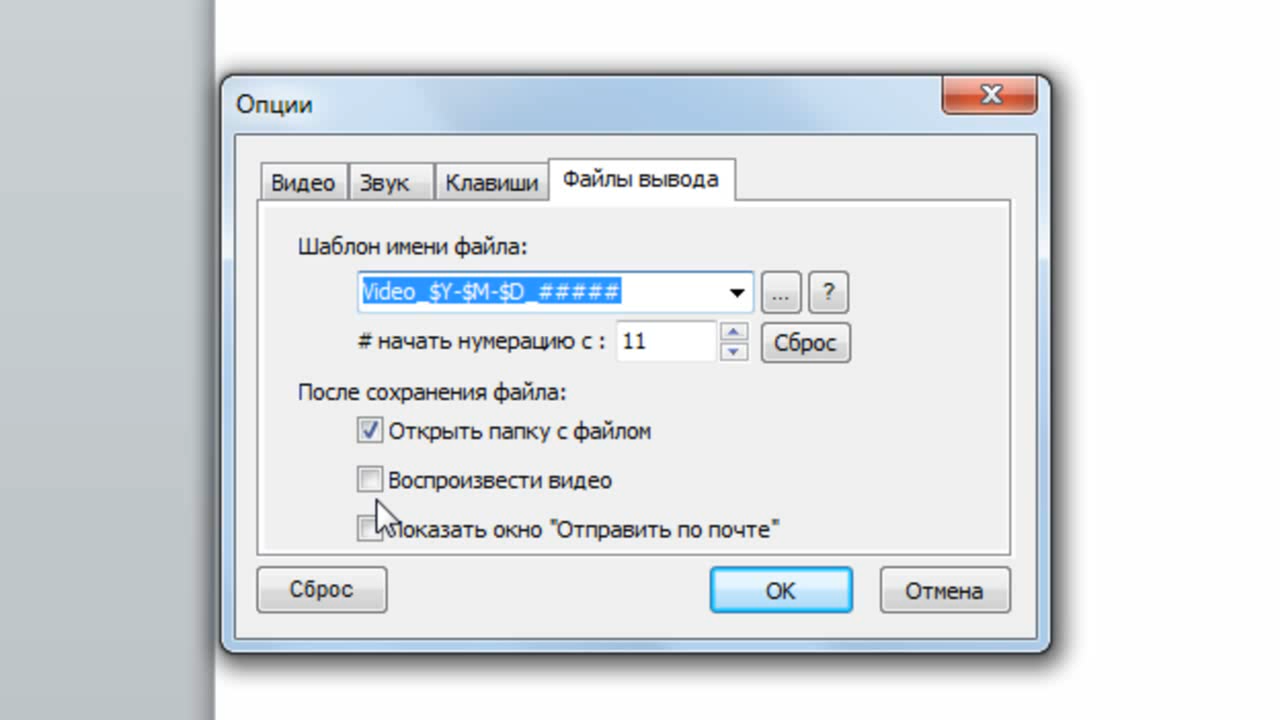 Опции
Видео Звук Клавиши Файлы вывода
Шаблон имени файла:
Video_$Y-$M-$D_##### ... ?
# начать нумерацию с : 11 Сброс
После сохранения файла:
Открыть папку с файлом
Воспроизвести видео
Показать окно "Отправить по почте"
Сброс OK Отмена